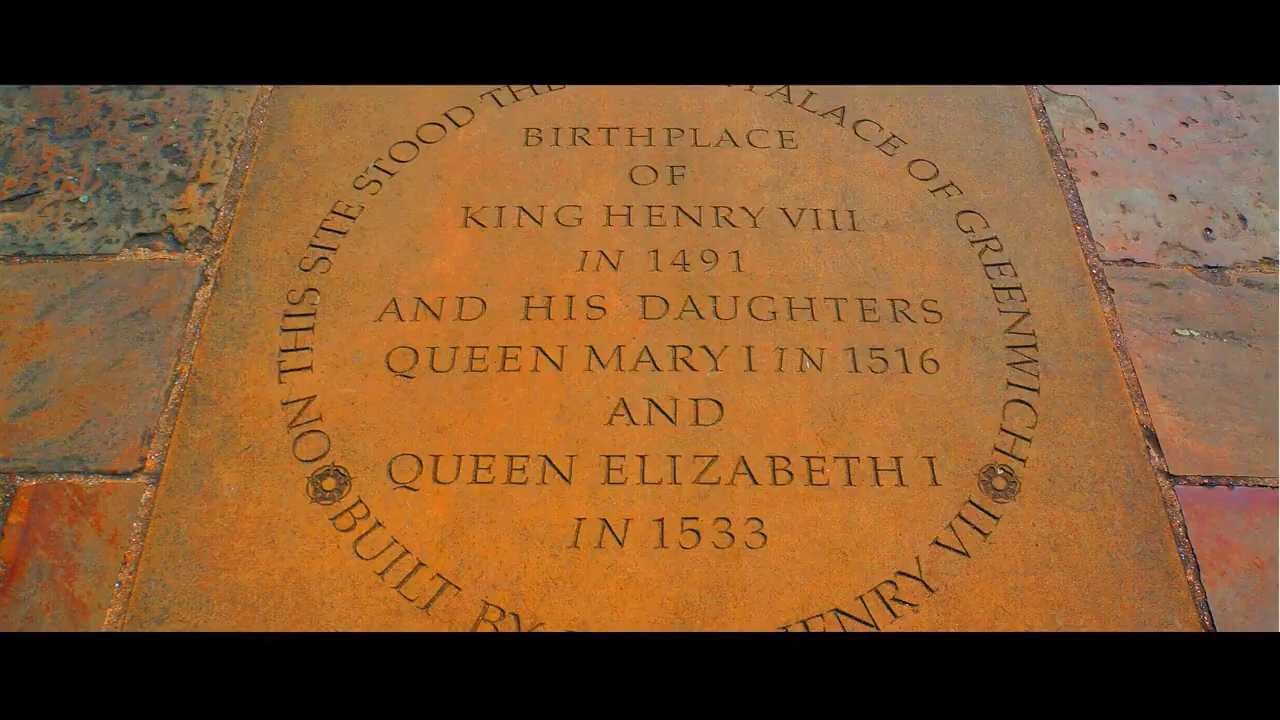 ON THIS SITE STOOD THE PALACE OF GREENWICH
BIRTHPLACE
OF
KING HENRY VIII
IN 1491
AND HIS DAUGHTERS
QUEEN MARY I IN 1516
AND
QUEEN ELIZABETH I
IN 1533
BUILT BY HENRY VII